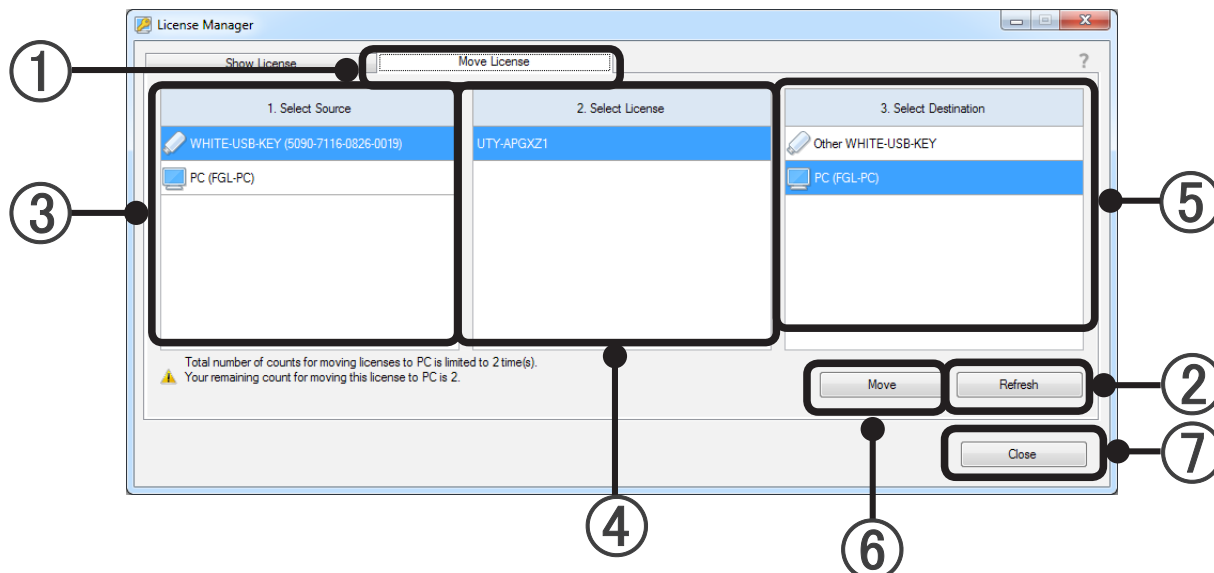 License Manager
① Show License Move License ?
1. Select Source 2. Select License 3. Select Destination
WHITE-USB-KEY (5090-7116-0826-0019) UTY-APGXZ1 Other WHITE-USB-KEY
PC (FGL-PC) PC (FGL-PC)
③ ⑤
Total number of counts for moving licenses to PC is limited to 2 time(s).
Your remaining count for moving this license to PC is 2.
Move Refresh ②
Close ⑦
④ ⑥